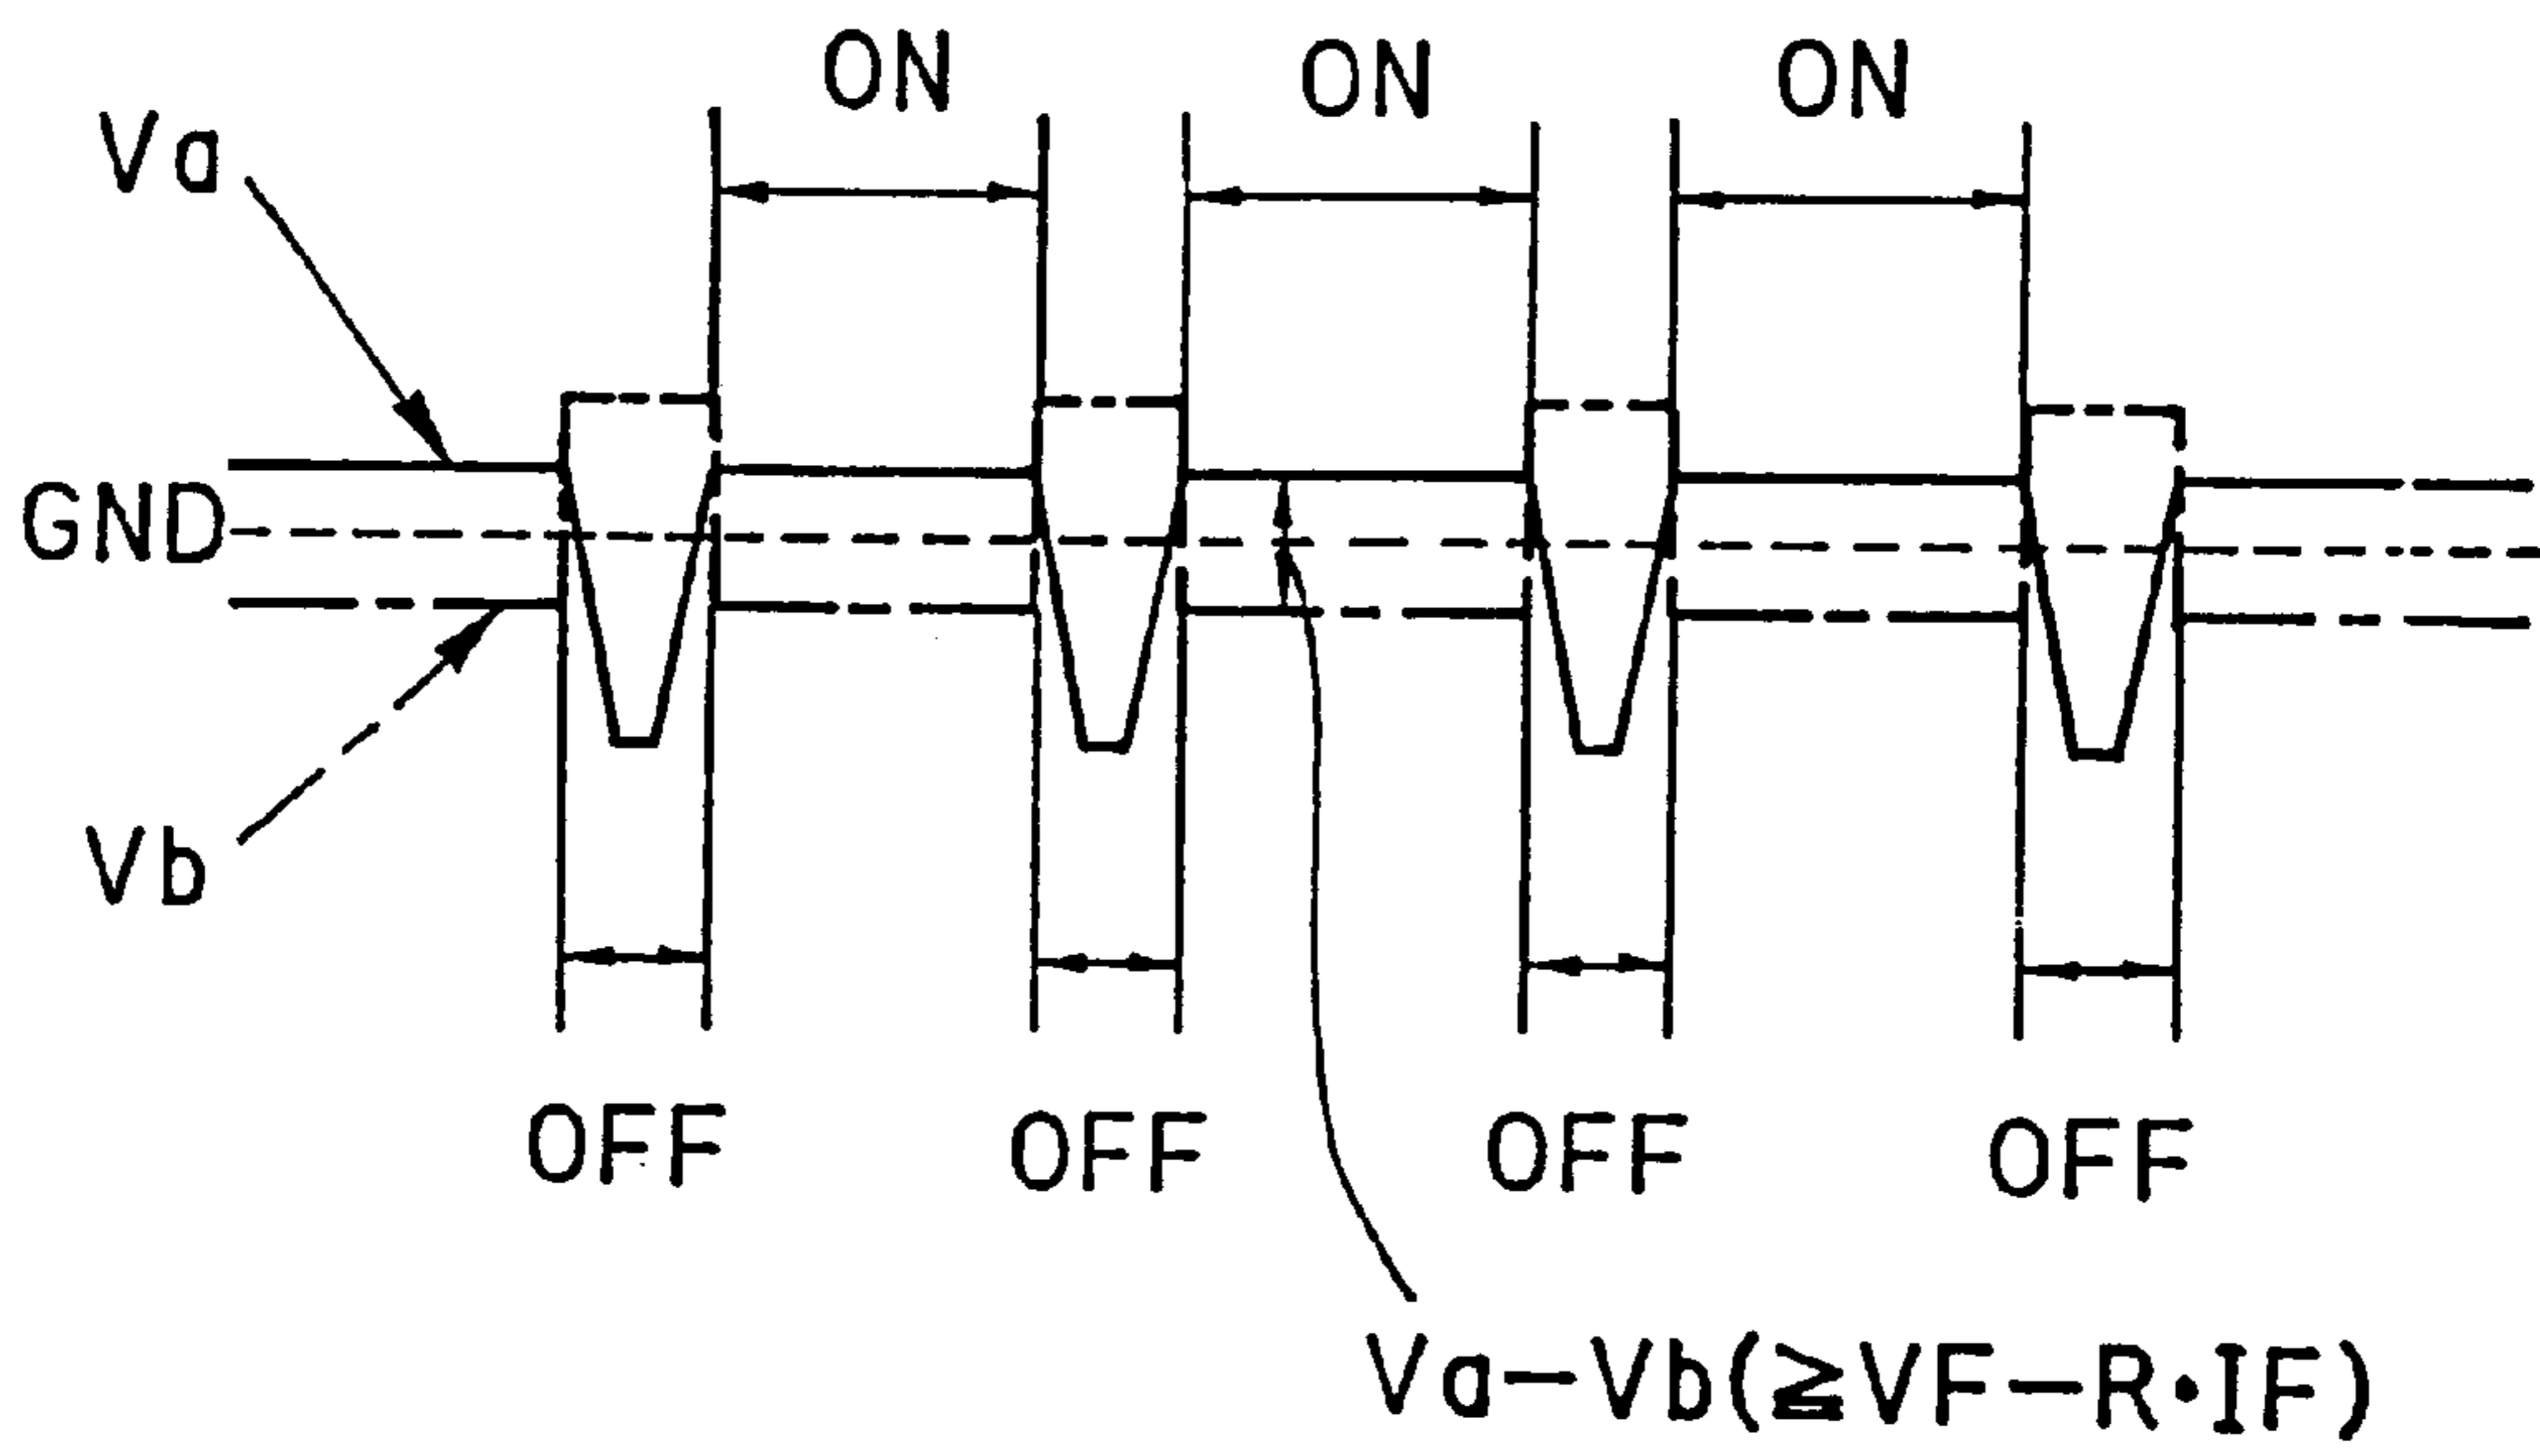 ON ON ON
Va
GND
Vb
OFF OFF OFF OFF
Va-Vb(≧VF-R·IF)